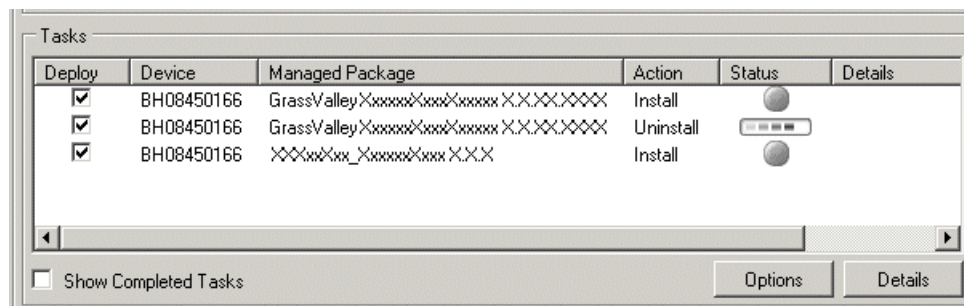 Tasks
Deploy Device Managed Package Action Status Details
BH08450166 GrassValleyXxxxxxXxxxXxxxxx X.X.XX.XXXX Install
BH08450166 GrassValleyXxxxxxXxxxXxxxxx X.X.XX.XXXX Uninstall
BH08450166 XXXxxXxx_XxxxxxXxxx X.X.X Install
Show Completed Tasks Options Details